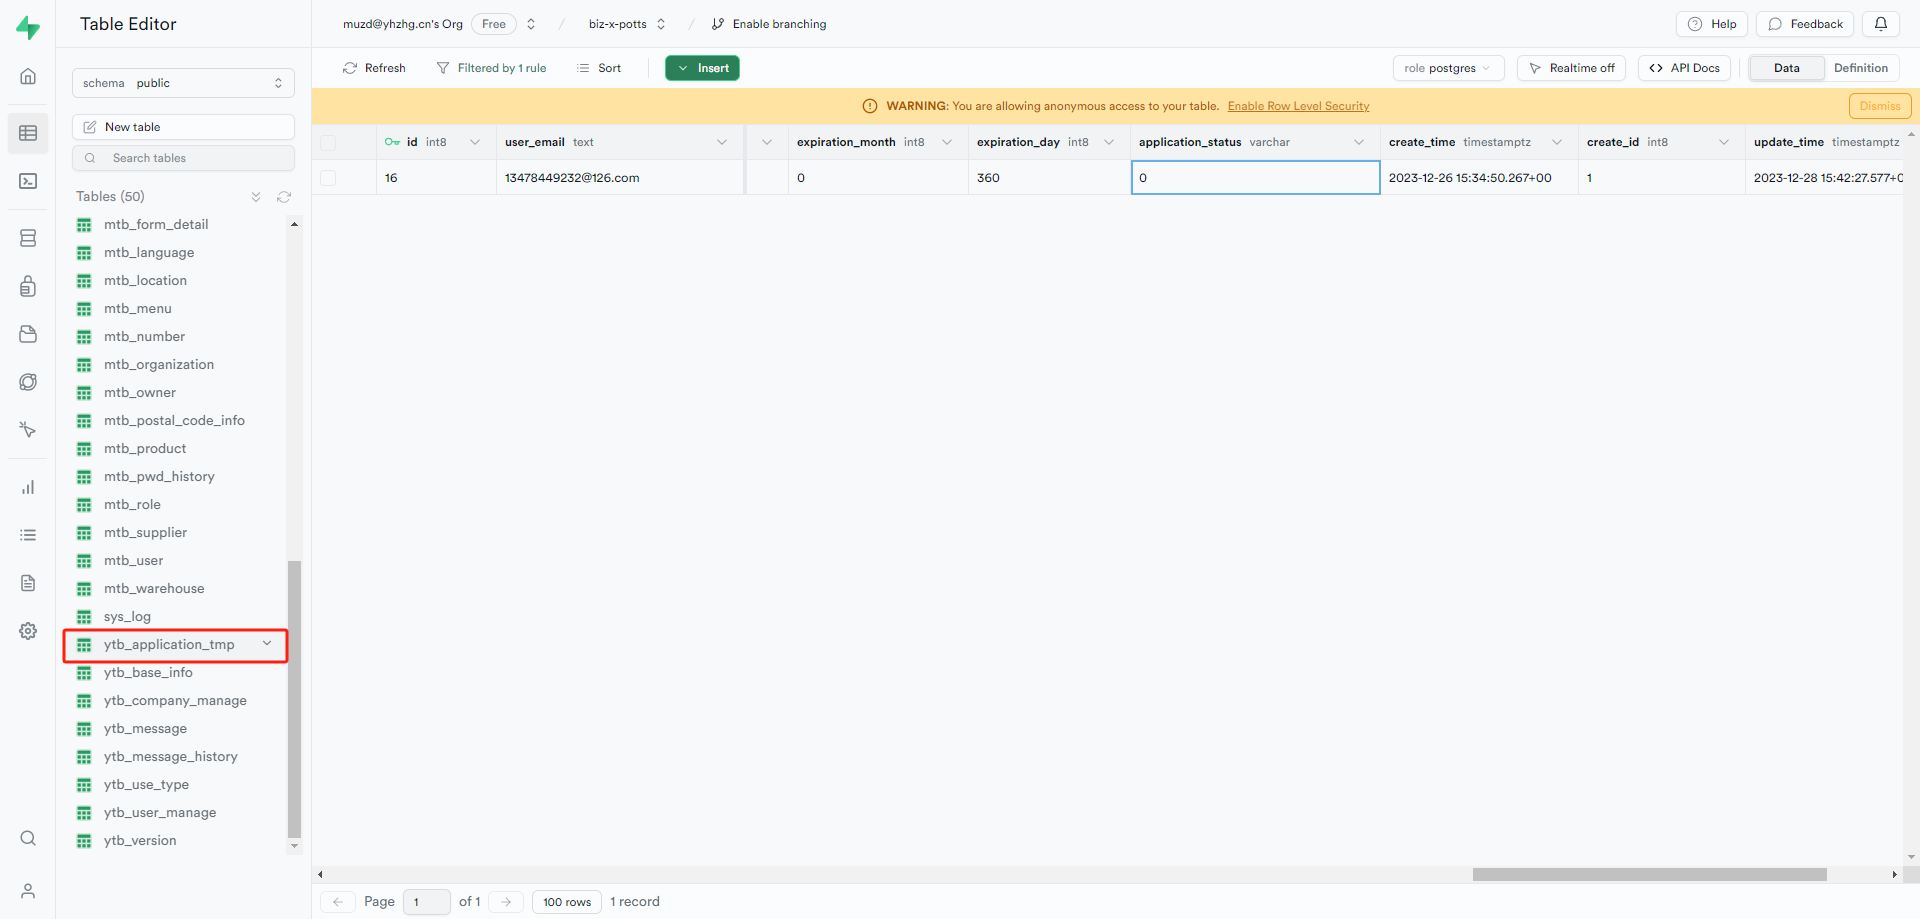 Table Editor
muzd@yhzhg.cn's Org Free
biz-x-potts
Enable branching
Help
Feedback
schema public
New table
Search tables
Tables (50)
mtb_form_detail
mtb_language
mtb_location
mtb_menu
mtb_number
mtb_organization
mtb_owner
mtb_postal_code_info
mtb_product
mtb_pwd_history
mtb_role
mtb_supplier
mtb_user
mtb_warehouse
sys_log
ytb_application_tmp
ytb_base_info
ytb_company_manage
ytb_message
ytb_message_history
ytb_use_type
ytb_user_manage
ytb_version
Refresh
Filtered by 1 rule
Sort
Insert
role postgres
Realtime off
API Docs
Data
Definition
WARNING: You are allowing anonymous access to your table. Enable Row Level Security
Dismiss
id int8 user_email text expiration_month int8 expiration_day int8 application_status varchar create_time timestamptz create_id int8 update_time timestamptz
16 13478449232@126.com 0 360 0 2023-12-26 15:34:50.267+00 1 2023-12-28 15:42:27.577+0
Page 1 of 1 100 rows 1 record